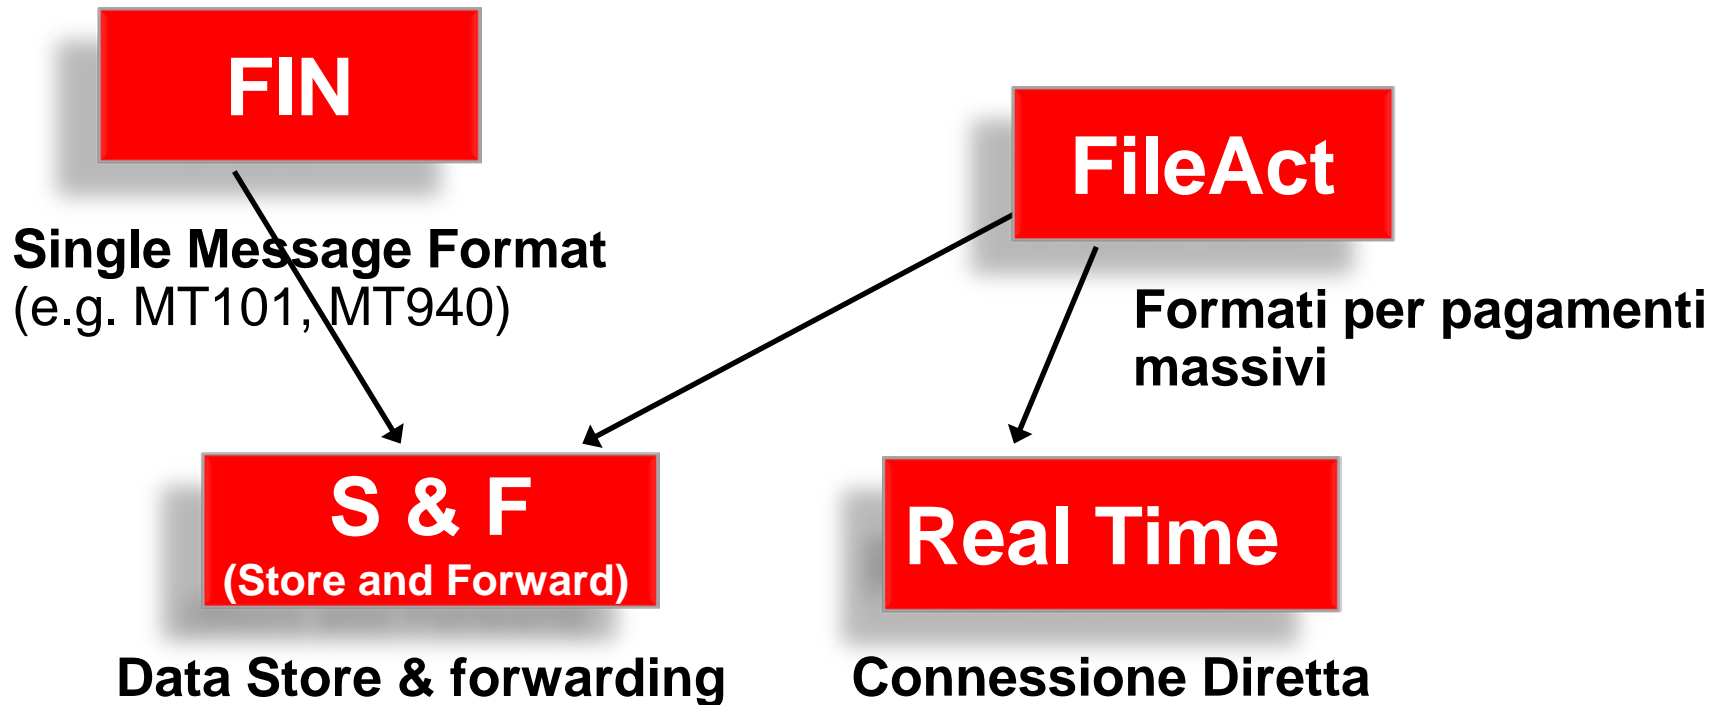 FIN
FileAct
Single Message Format
(e.g. MT101, MT940)
Formati per pagamenti
massivi
S & F
(Store and Forward)
Real Time
Data Store & forwarding
Connessione Diretta